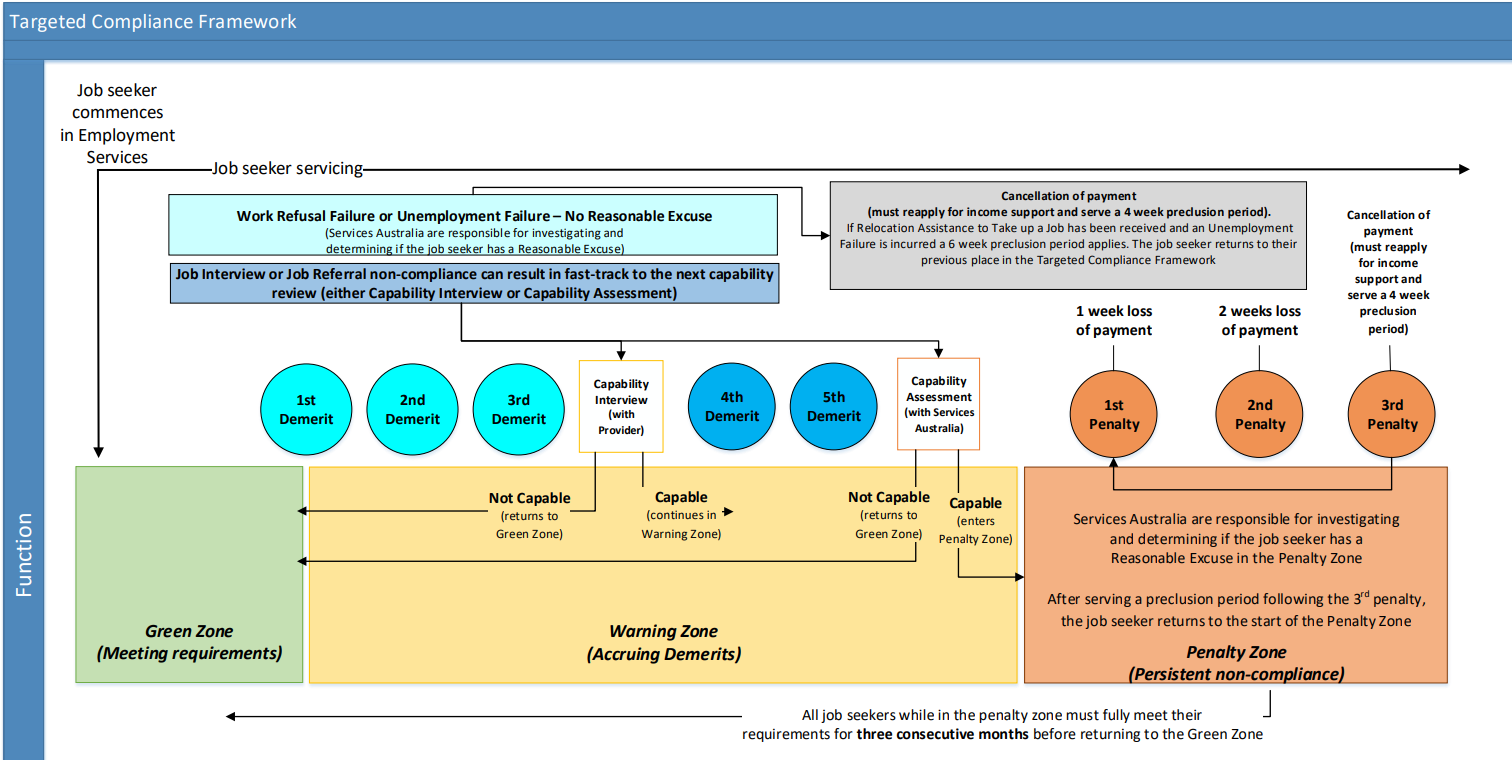 Targeted Compliance Framework
Function
Job seeker
commences
in Employment
Services
Job seeker servicing
Work Refusal Failure or Unemployment Failure – No Reasonable Excuse
(Services Australia are responsible for investigating and
determining if the job seeker has a Reasonable Excuse)
Job Interview or Job Referral non-compliance can result in fast-track to the next capability
review (either Capability Interview or Capability Assessment)
Cancellation of payment
(must reapply for income support and serve a 4 week preclusion period).
If Relocation Assistance to Take up a Job has been received and an Unemployment
Failure is incurred a 6 week preclusion period applies. The job seeker returns to their
previous place in the Targeted Compliance Framework
1 week loss
of payment
2 weeks loss
of payment
Cancellation of
payment
(must reapply
for income
support and
serve a 4 week
preclusion
period)
1st
Demerit
2nd
Demerit
3rd
Demerit
Capability
Interview
(with
Provider)
4th
Demerit
5th
Demerit
Capability
Assessment
(with Services
Australia)
1st
Penalty
2nd
Penalty
3rd
Penalty
Not Capable
(returns to
Green Zone)
Capable
(continues in
Warning Zone)
Not Capable
(returns to
Green Zone)
Capable
(enters
Penalty Zone)
Services Australia are responsible for investigating
and determining if the job seeker has a
Reasonable Excuse in the Penalty Zone
After serving a preclusion period following the 3rd penalty,
the job seeker returns to the start of the Penalty Zone
Green Zone
(Meeting requirements)
Warning Zone
(Accruing Demerits)
Penalty Zone
(Persistent non-compliance)
All job seekers while in the penalty zone must fully meet their
requirements for three consecutive months before returning to the Green Zone